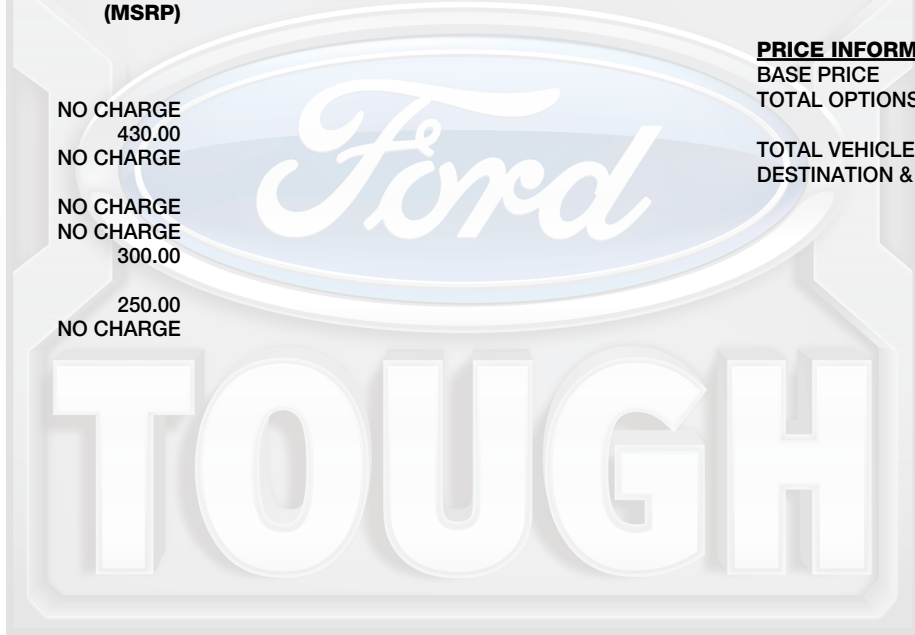 (MSRP)
NO CHARGE
430.00
NO CHARGE
NO CHARGE
NO CHARGE
300.00
250.00
NO CHARGE
PRICE INFORM
BASE PRICE
TOTAL OPTIONS
TOTAL VEHICLE
DESTINATION &
Ford
TOUGH